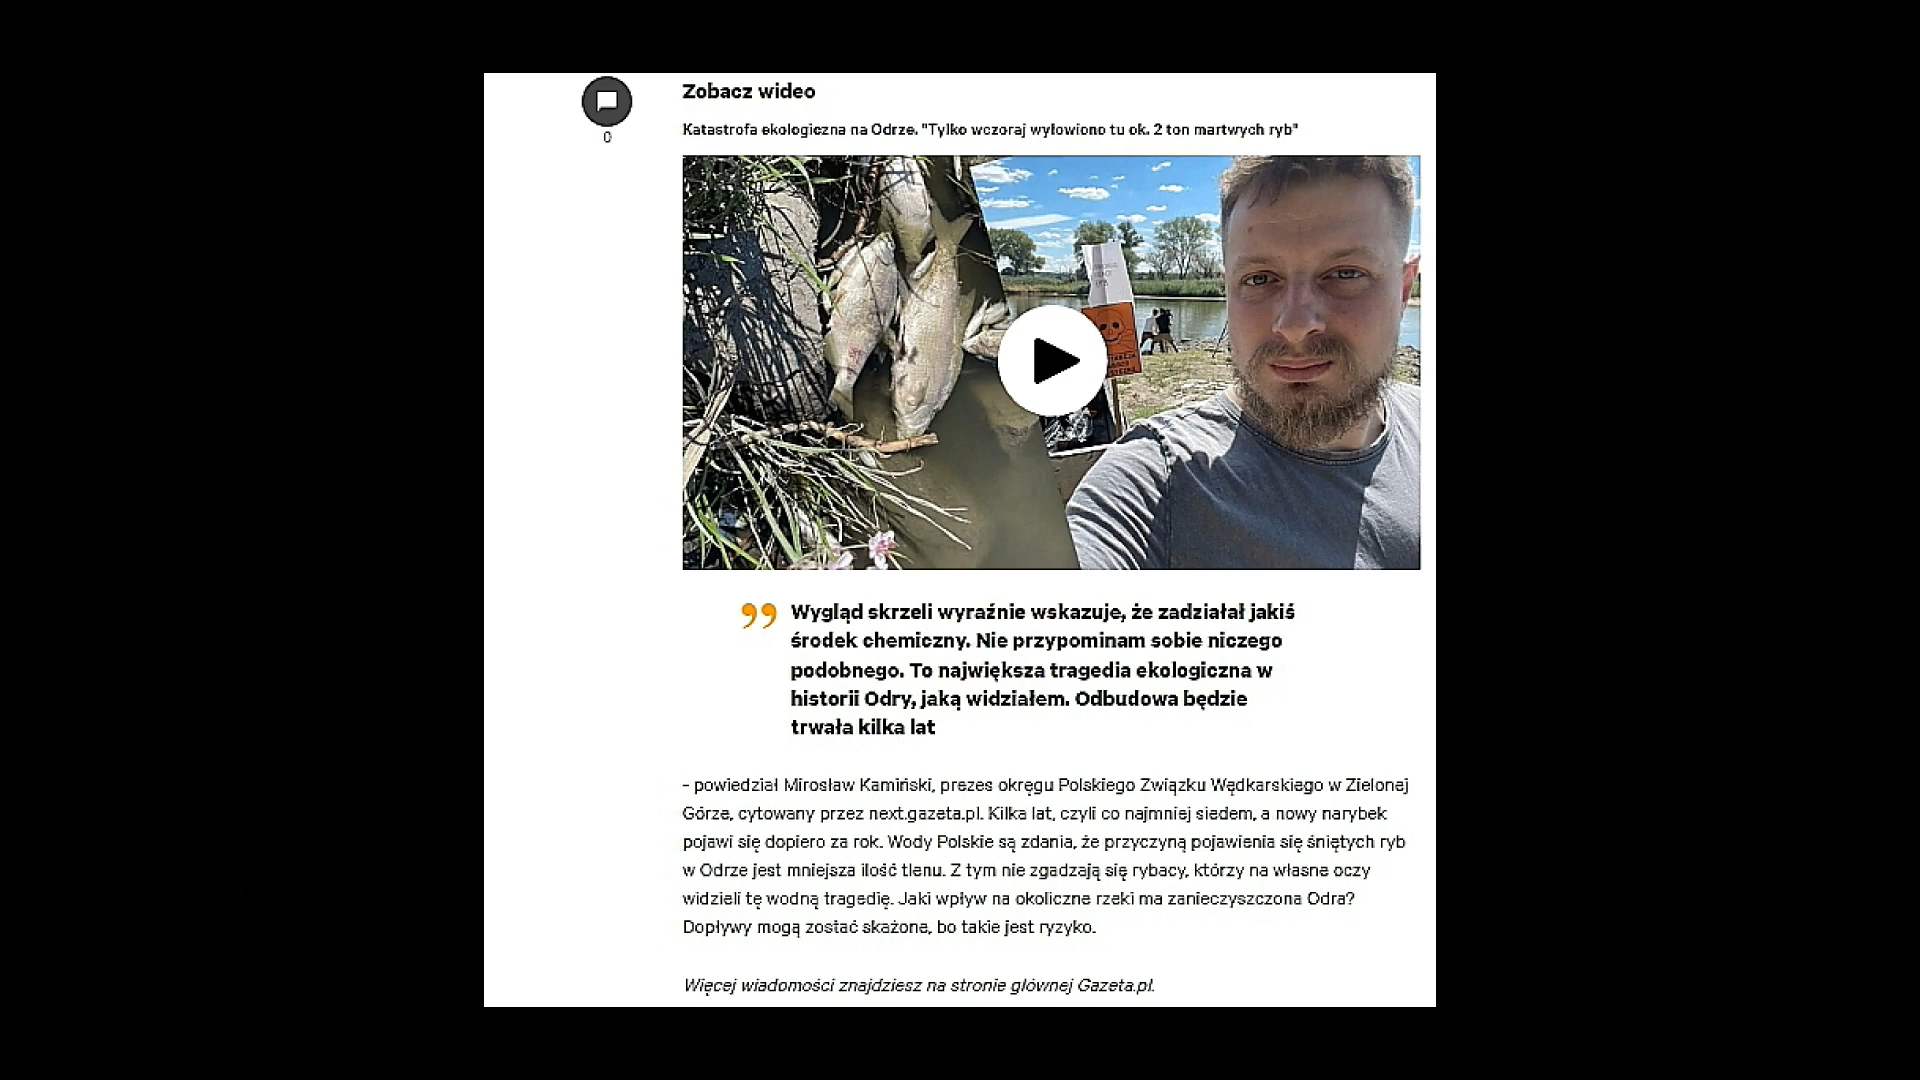 Zobacz wideo
0
Katastrofa ekologiczna na Odrze. "Tylko wczoraj wyłowiono tu ok. 2 ton martwych ryb"
Wygląd skrzeli wyraźnie wskazuje, że zadziałał jakiś
środek chemiczny. Nie przypominam sobie niczego
podobnego. To największa tragedia ekologiczna w
historii Odry, jaką widziałem. Odbudowa będzie
trwała kilka lat
- powiedział Mirosław Kamiński, prezes okręgu Polskiego Związku Wędkarskiego w Zielonej
Górze, cytowany przez next.gazeta.pl. Kilka lat, czyli co najmniej siedem, a nowy narybek
pojawi się dopiero za rok. Wody Polskie są zdania, że przyczyną pojawienia się śniętych ryb
w Odrze jest mniejsza ilość tlenu. Z tym nie zgadzają się rybacy, którzy na własne oczy
widzieli tę wodną tragedię. Jaki wpływ na okoliczne rzeki ma zanieczyszczona Odra?
Dopływy mogą zostać skażone, bo takie jest ryzyko.
Więcej wiadomości znajdziesz na stronie głównej Gazeta.pl.